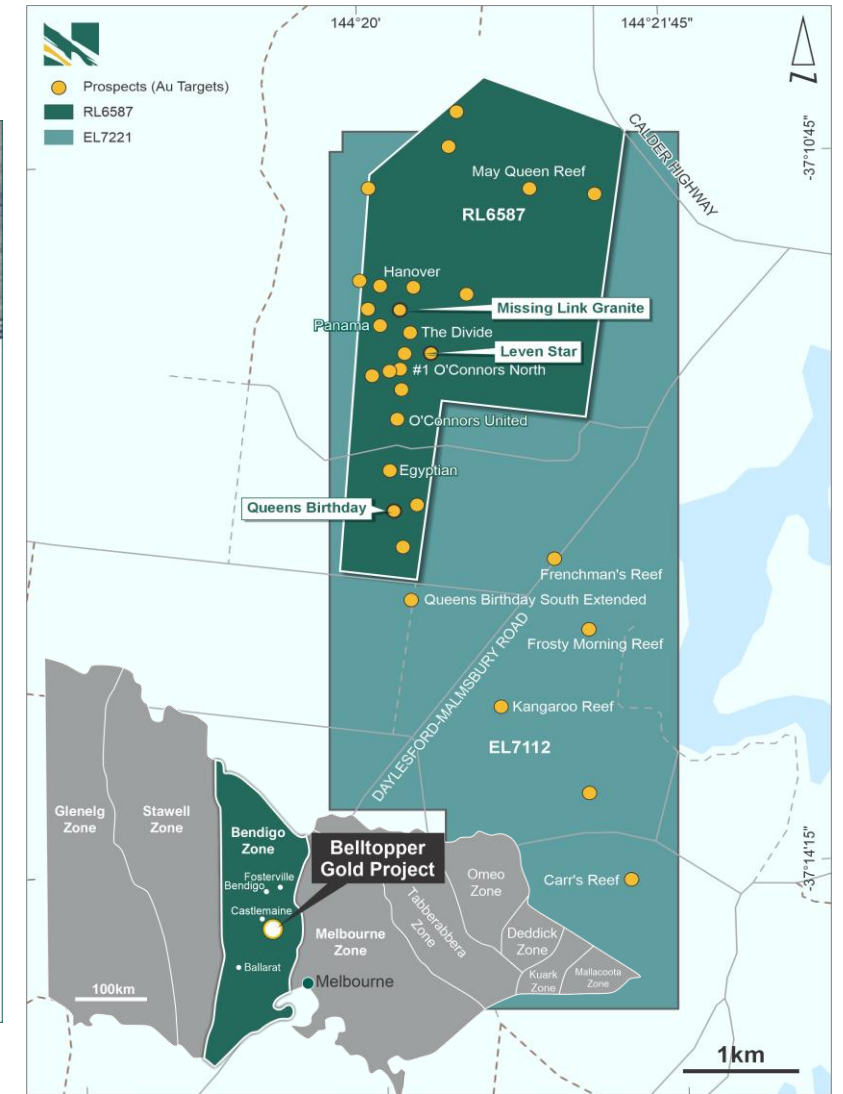 144°20'
144°21'45"
Prospects (Au Targets)
RL6587
EL7221
N
CALDER HIGHWAY
-37°10'45"
May Queen Reef
RL6587
Hanover
Missing Link Granite
Panama
The Divide
Leven Star
#1 O'Connors North
O'Connors United
Egyptian
Queens Birthday
Frenchman's Reef
Queens Birthday South Extended
Frosty Morning Reef
DAYLESFORD-MALMSBURY ROAD
Kangaroo Reef
EL7112
-37°14'15"
Carr's Reef
Glenelg
Zone
Stawell
Zone
Bendigo
Zone
Fosterville
Bendigo
Castlemaine
Ballarat
Belltopper
Gold Project
Melbourne
Zone
Melbourne
Tabberabbera
Zone
Omeo
Zone
Deddick
Zone
Kuark
Zone
Mallacoota
Zone
100km
1km